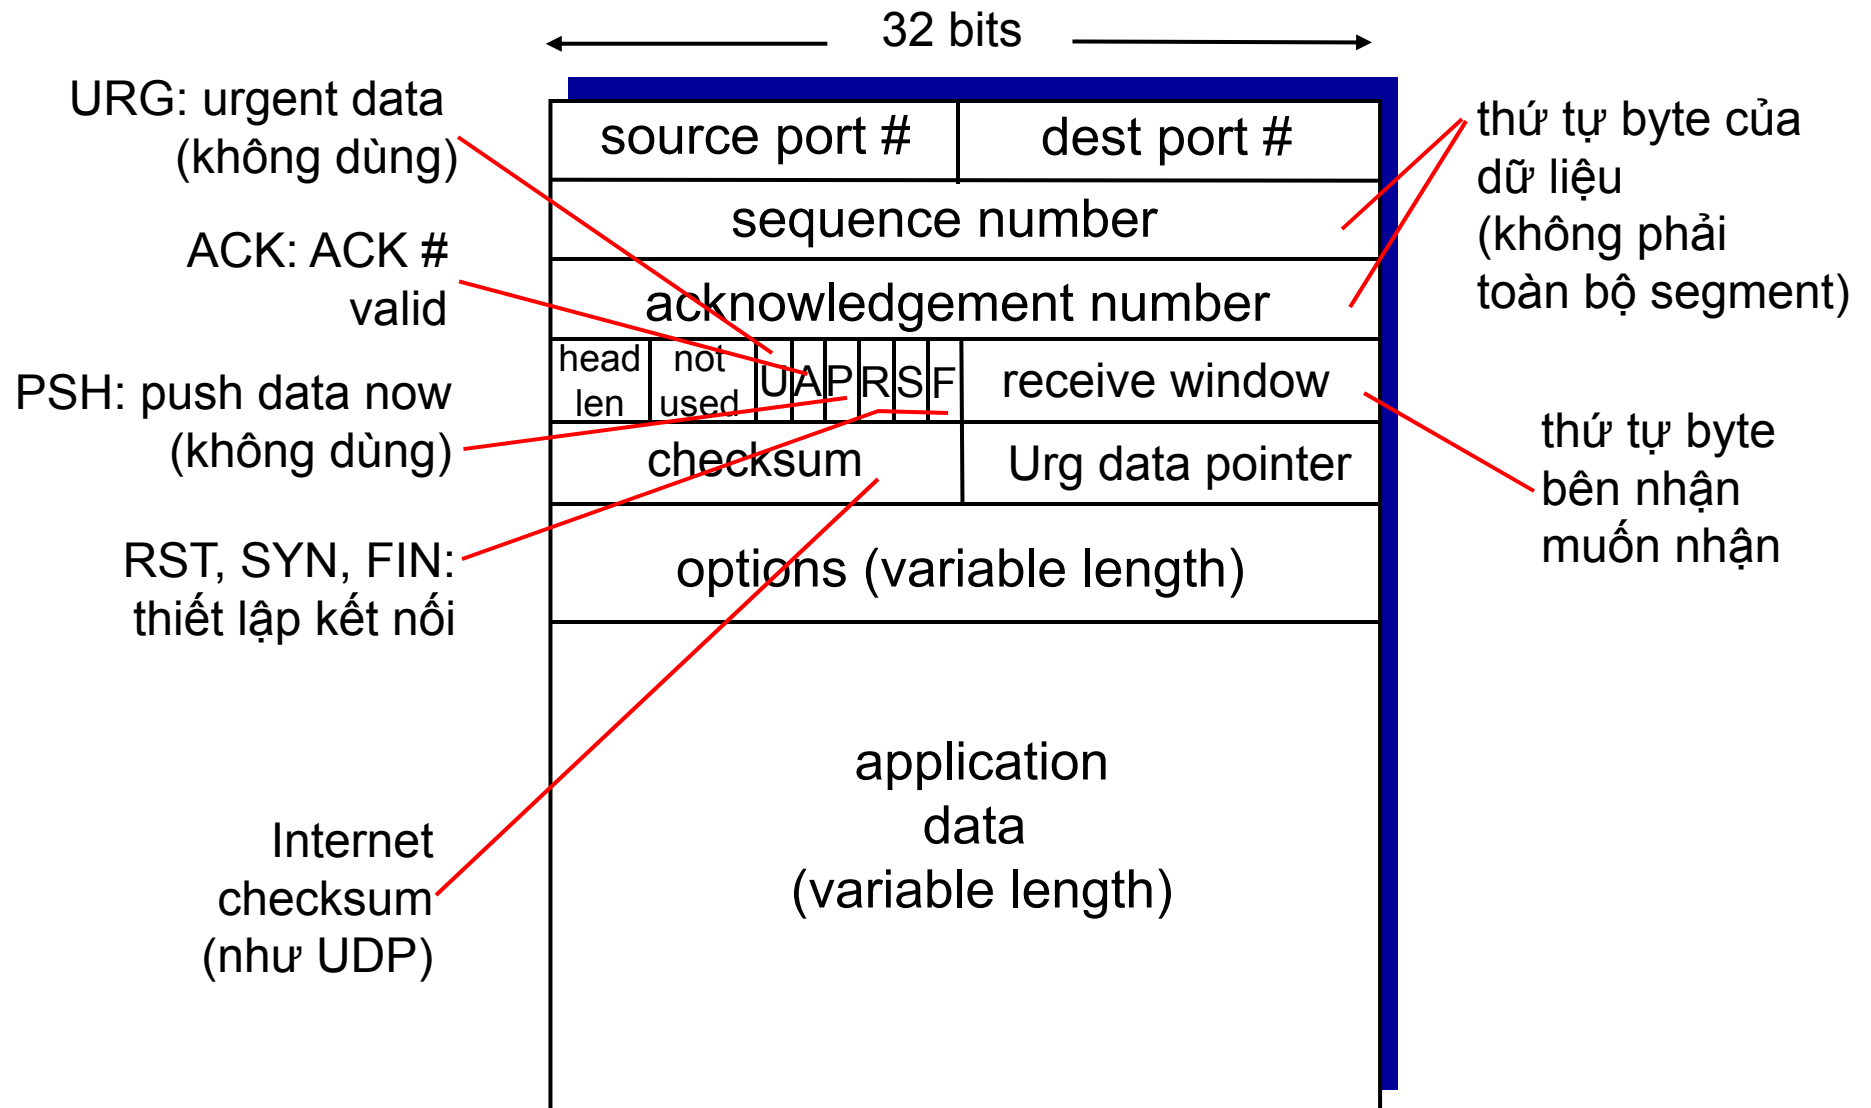 32 bits
URG: urgent data
(không dùng)
ACK: ACK #
valid
PSH: push data now
(không dùng)
RST, SYN, FIN:
thiết lập kết nối
Internet
checksum
(như UDP)
source port #
dest port #
sequence number
acknowledgement number
head
len
not
used
U
A
P
R
S
F
receive window
checksum
Urg data pointer
options (variable length)
application
data
(variable length)
thứ tự byte của
dữ liệu
(không phải
toàn bộ segment)
thứ tự byte
bên nhận
muốn nhận